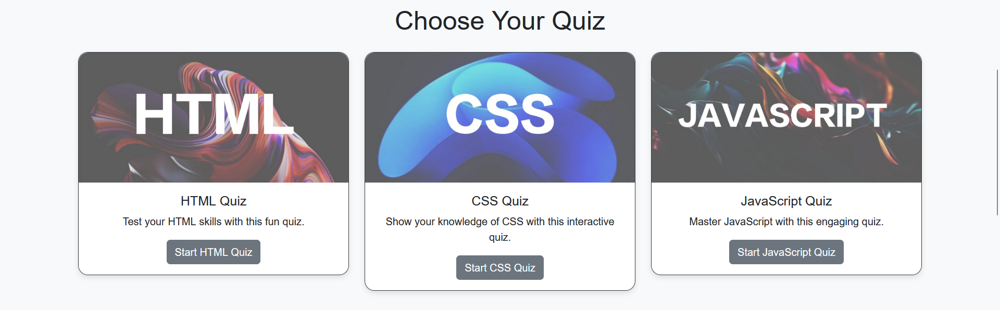 Choose Your Quiz
HTML
HTML Quiz
Test your HTML skills with this fun quiz.
Start HTML Quiz
CSS
CSS Quiz
Show your knowledge of CSS with this interactive
quiz.
Start CSS Quiz
JAVASCRIPT
JavaScript Quiz
Master JavaScript with this engaging quiz.
Start JavaScript Quiz